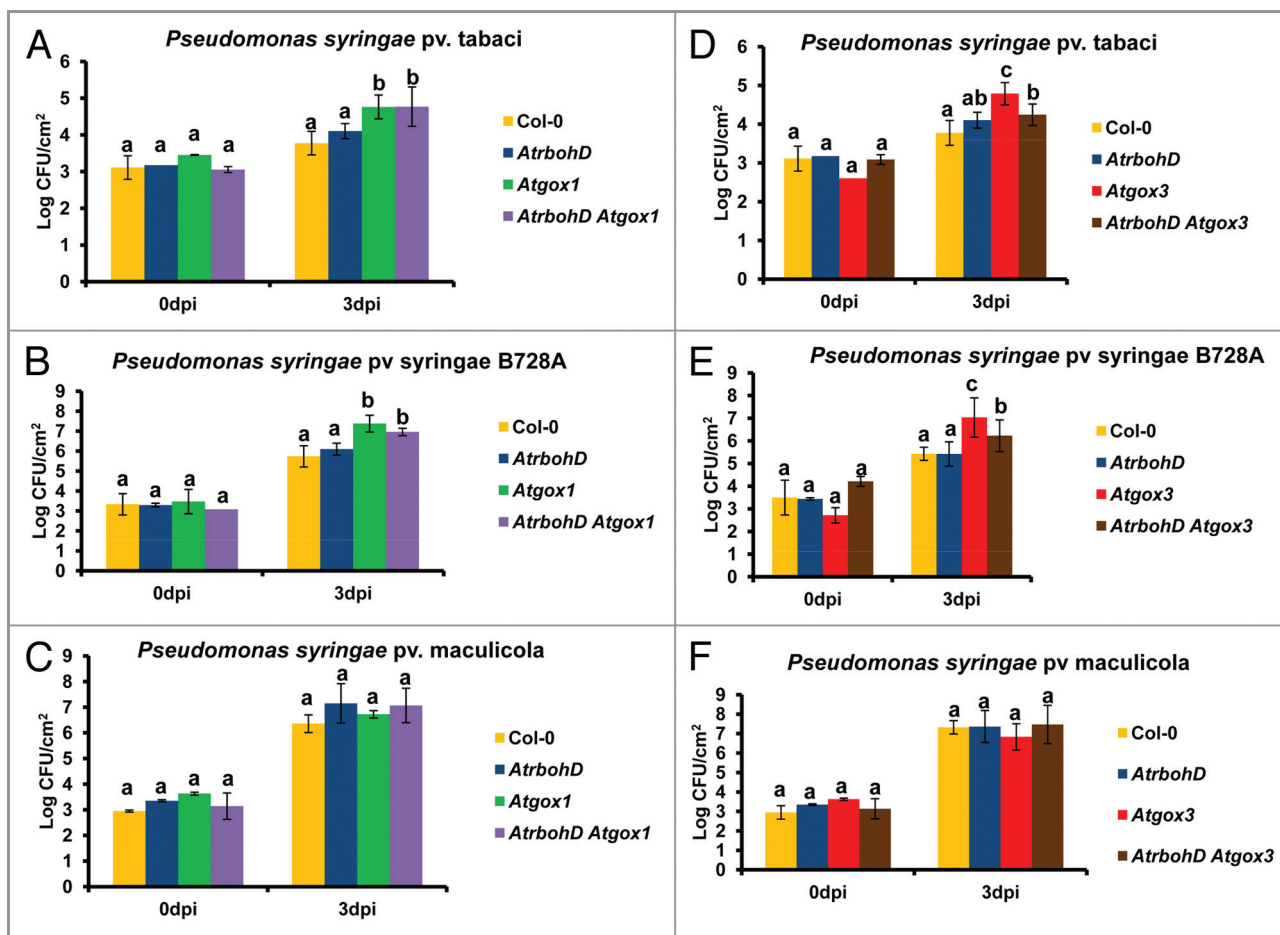 A
Pseudomonas syringae pv. tabaci
Log CFU/cm²
6
5
4
3
2
1
0
a a a a
a a b b
0dpi 3dpi
Col-0
AtrbohD
Atgox1
AtrbohD Atgox1
B
Pseudomonas syringae pv syringae B728A
Log CFU/cm²
9
8
7
6
5
4
3
2
1
0
a a a a
a a b b
0dpi 3dpi
Col-0
AtrbohD
Atgox1
AtrbohD Atgox1
C
Pseudomonas syringae pv. maculicola
Log CFU/cm²
9
8
7
6
5
4
3
2
1
0
a a a a
a a a a
0dpi 3dpi
Col-0
AtrbohD
Atgox1
AtrbohD Atgox1
D
Pseudomonas syringae pv. tabaci
Log CFU/cm²
6
5
4
3
2
1
0
a a a a
a ab c b
0dpi 3dpi
Col-0
AtrbohD
Atgox3
AtrbohD Atgox3
E
Pseudomonas syringae pv syringae B728A
Log CFU/cm²
9
8
7
6
5
4
3
2
1
0
a a a a
a a c b
0dpi 3dpi
Col-0
AtrbohD
Atgox3
AtrbohD Atgox3
F
Pseudomonas syringae pv maculicola
Log CFU/cm²
9
8
7
6
5
4
3
2
1
0
a a a a
a a a a
0dpi 3dpi
Col-0
AtrbohD
Atgox3
AtrbohD Atgox3